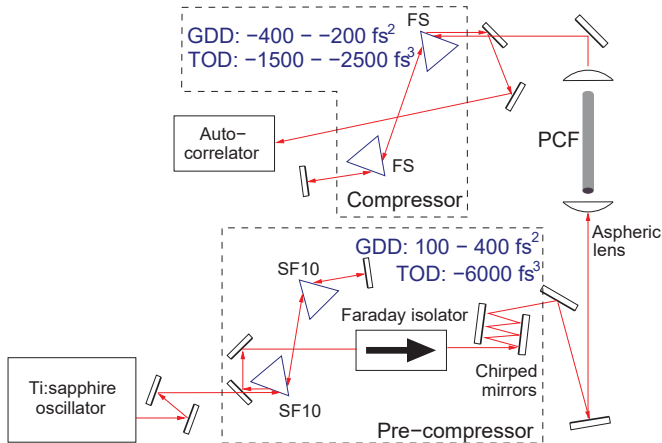 FS
GDD: −400 − −200 fs²
TOD: −1500 − −2500 fs³
Auto−
correlator
FS
Compressor
PCF
Aspheric
lens
GDD: 100 − 400 fs²
SF10
TOD: −6000 fs³
Faraday isolator
Chirped
mirrors
Ti:sapphire
oscillator
SF10
Pre−compressor